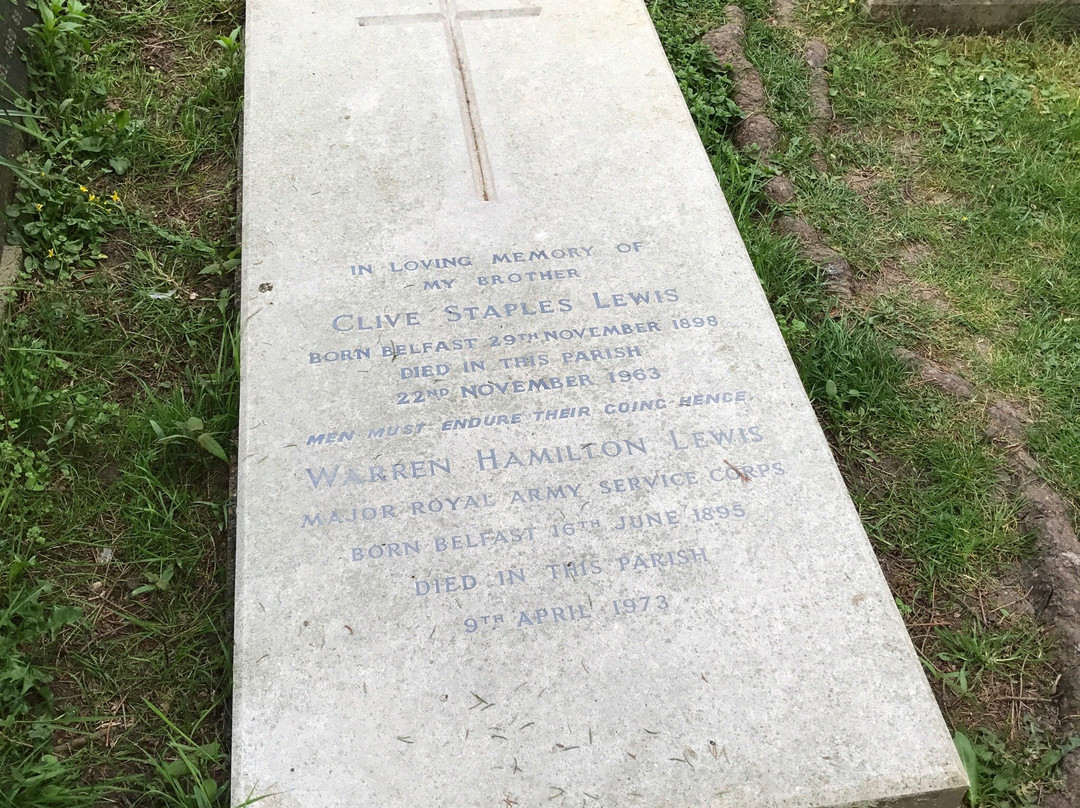 IN LOVING MEMORY OF
MY BROTHER
CLIVE STAPLES LEWIS
BORN BELFAST 29TH NOVEMBER 1898
DIED IN THIS PARISH
22ND NOVEMBER 1963
MEN MUST ENDURE THEIR GOING HENCE.
WARREN HAMILTON LEWIS
MAJOR ROYAL ARMY SERVICE CORPS
BORN BELFAST 16TH JUNE 1895
DIED IN THIS PARISH
9TH APRIL 1973